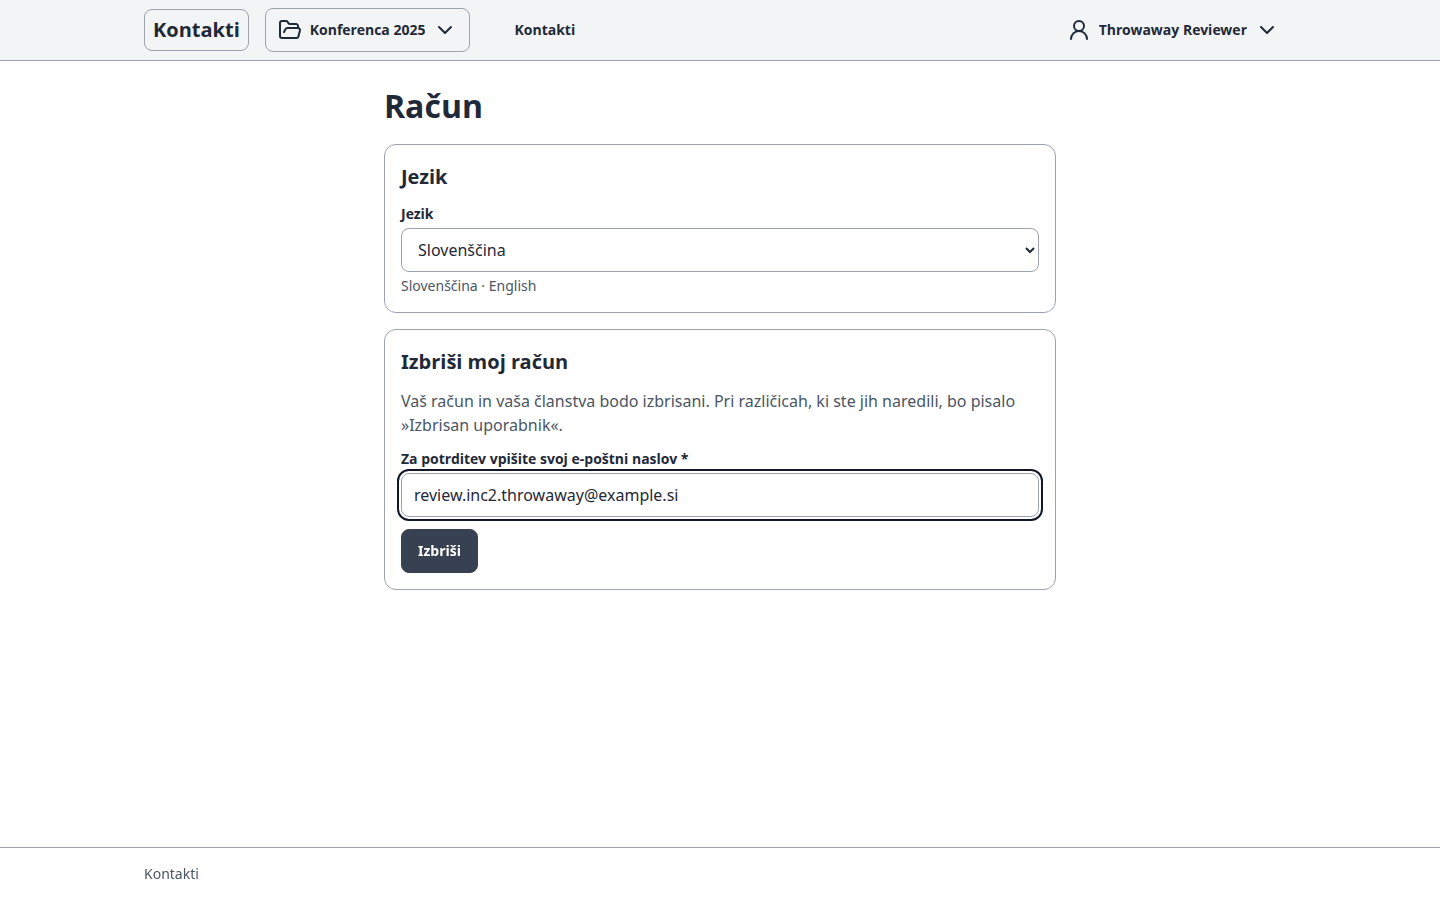 Kontakti
Konferenca 2025
Kontakti
Throwaway Reviewer
Račun
Jezik
Jezik
Slovenščina
Slovenščina · English
Izbriši moj račun
Vaš račun in vaša članstva bodo izbrisani. Pri različicah, ki ste jih naredili, bo pisalo
»Izbrisan uporabnik«.
Za potrditev vpišite svoj e-poštni naslov *
review.inc2.throwaway@example.si
Izbriši
Kontakti